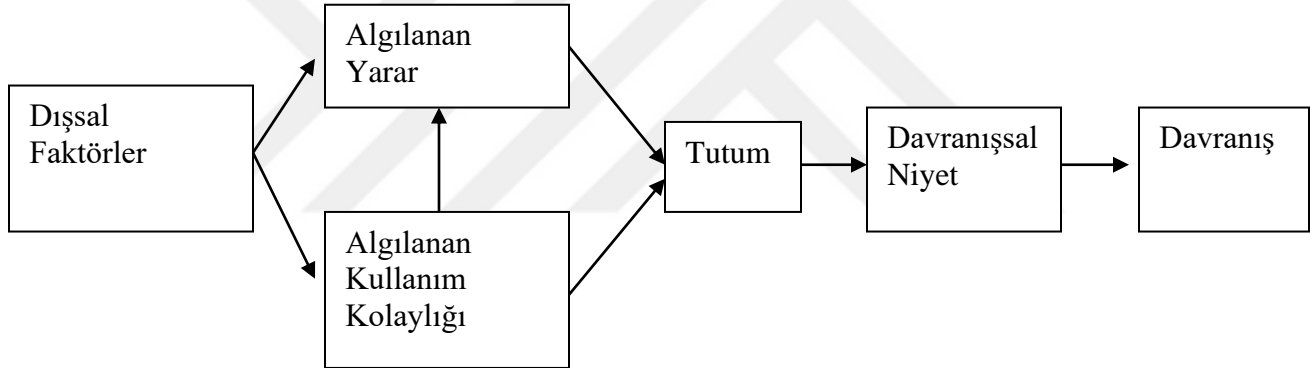 Dışsal
Faktörler
Algılanan
Yarar
Algılanan
Kullanım
Kolaylığı
Tutum
Davranışsal
Niyet
Davranış